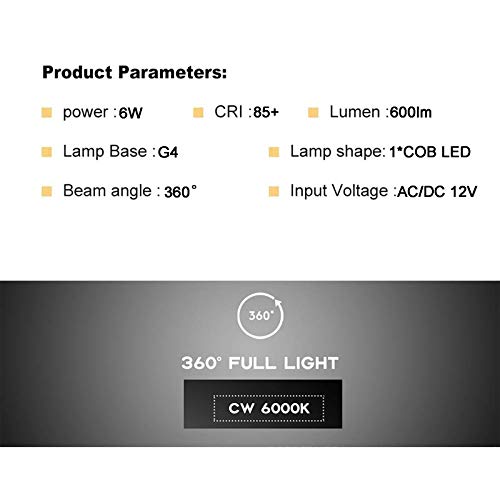 Product Parameters:
power :6W CRI :85+ Lumen :600lm
Lamp Base :G4 Lamp shape: 1*COB LED
Beam angle : 360° Input Voltage :AC/DC 12V
360°
360° FULL LIGHT
CW 6000K